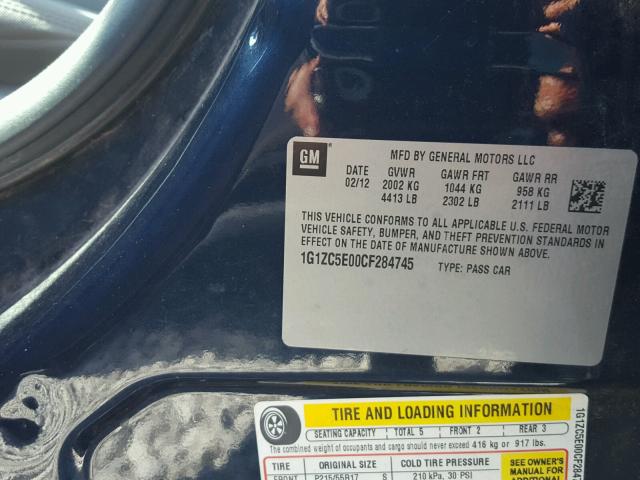 GM
MFD BY GENERAL MOTORS LLC
DATE GVWR GAWR FRT GAWR RR
02/12 2002 KG 1044 KG 958 KG
4413 LB 2302 LB 2111 LB
THIS VEHICLE CONFORMS TO ALL APPLICABLE U.S. FEDERAL MOTOR
VEHICLE SAFETY, BUMPER, AND THEFT PREVENTION STANDARDS IN
EFFECT ON THE DATE OF MANUFACTURE SHOWN ABOVE.
1G1ZC5E00CF284745 TYPE: PASS CAR
TIRE AND LOADING INFORMATION
SEATING CAPACITY TOTAL 5 FRONT 2 REAR 3
The combined weight of occupants and cargo should never exceed 416 kg or 917 lbs.
TIRE ORIGINAL SIZE COLD TIRE PRESSURE
FRONT P215/55R17 S 210 kPa, 30 PSI
SEE OWNER'S
MANUAL FOR
ADDITIONAL
1G1ZC5E00CF2847